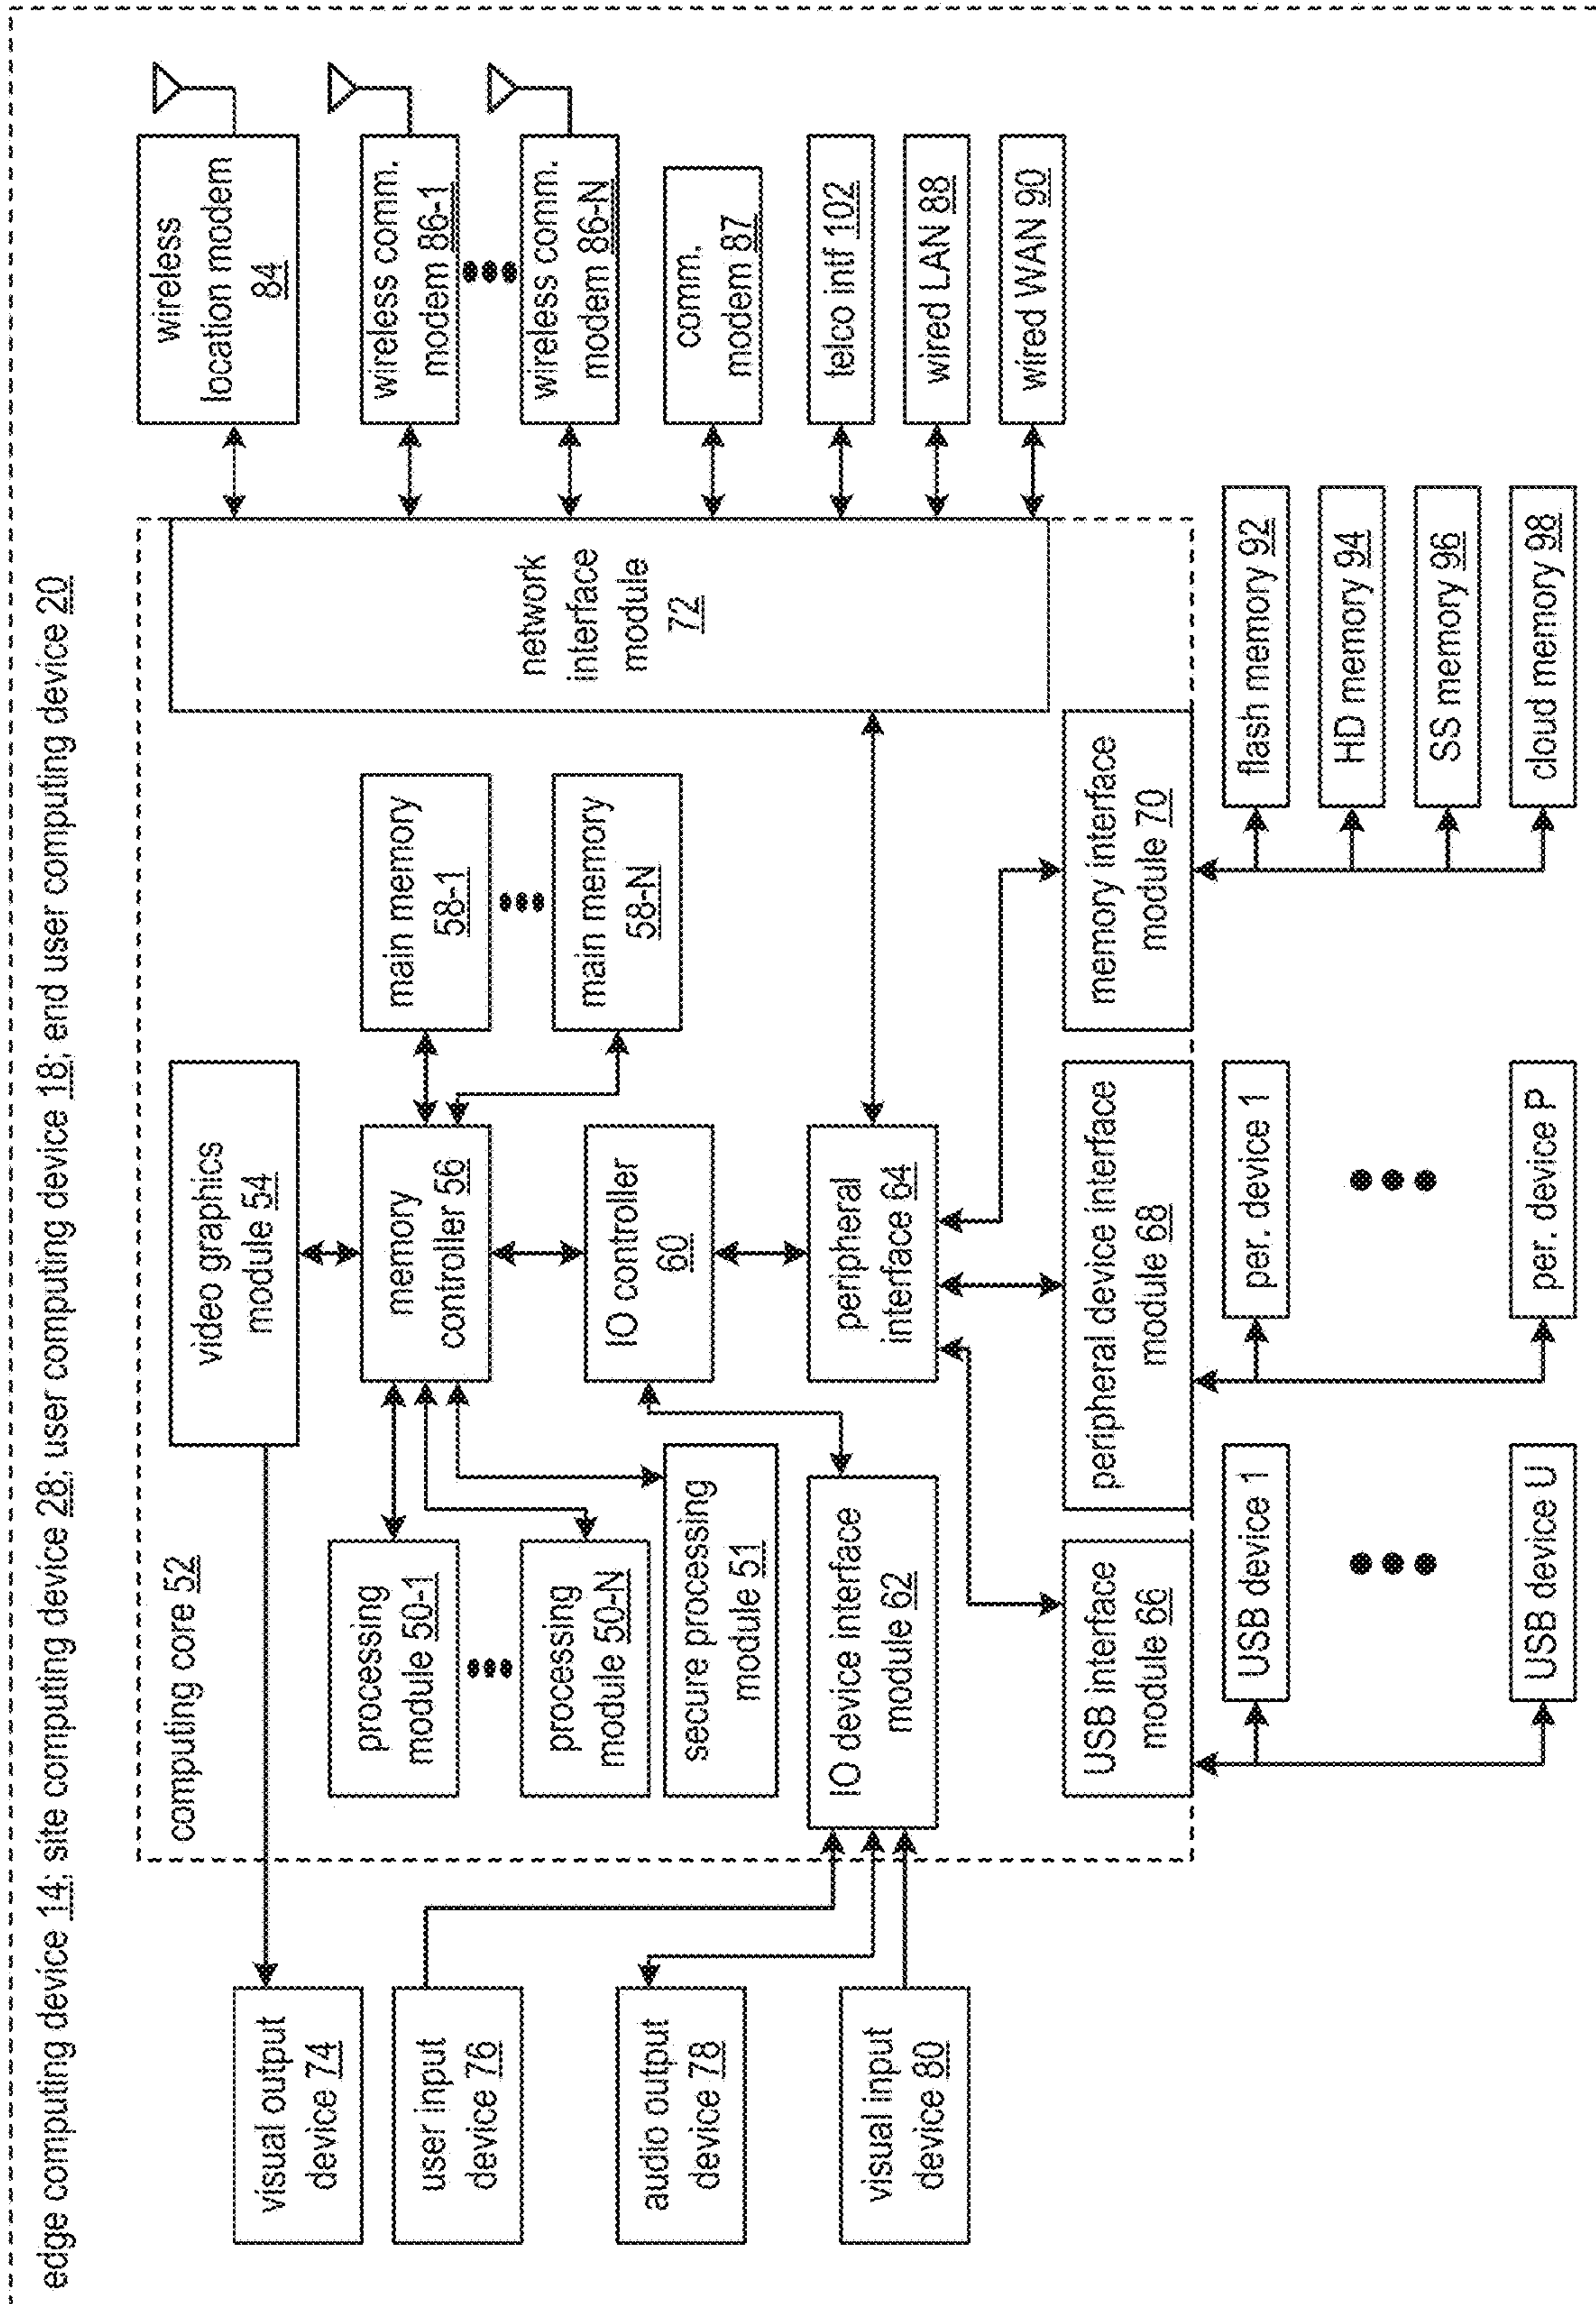 edge computing device 14; site computing device 28; user computing device 18; end user computing device 20
computing core 52
visual output
device 74
user input
device 76
audio output
device 78
visual input
device 80
video graphics
module 54
processing
module 50-1
processing
module 50-N
secure processing
module 51
IO device interface
module 62
memory
controller 56
IO controller
60
peripheral
interface 64
main memory
58-1
main memory
58-N
network
interface
module
72
wireless
location modem
84
wireless comm.
modem 86-1
wireless comm.
modem 86-N
comm.
modem 87
telco intf 102
wired LAN 88
wired WAN 90
USB interface
module 66
peripheral device interface
module 68
memory interface
module 70
USB device 1
USB device U
per. device 1
per. device P
flash memory 92
HD memory 94
SS memory 96
cloud memory 98